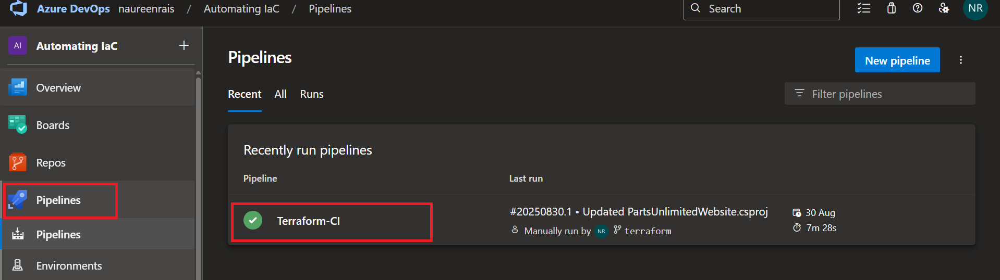 Azure DevOps naureenrais / Automating IaC / Pipelines Search NR
AI Automating IaC +
Overview
Boards
Repos
Pipelines
Pipelines
Environments
Pipelines
New pipeline
Recent All Runs
Filter pipelines
Recently run pipelines
Pipeline Last run
Terraform-CI
#20250830.1 • Updated PartsUnlimitedWebsite.csproj
Manually run by NR terraform
30 Aug
7m 28s